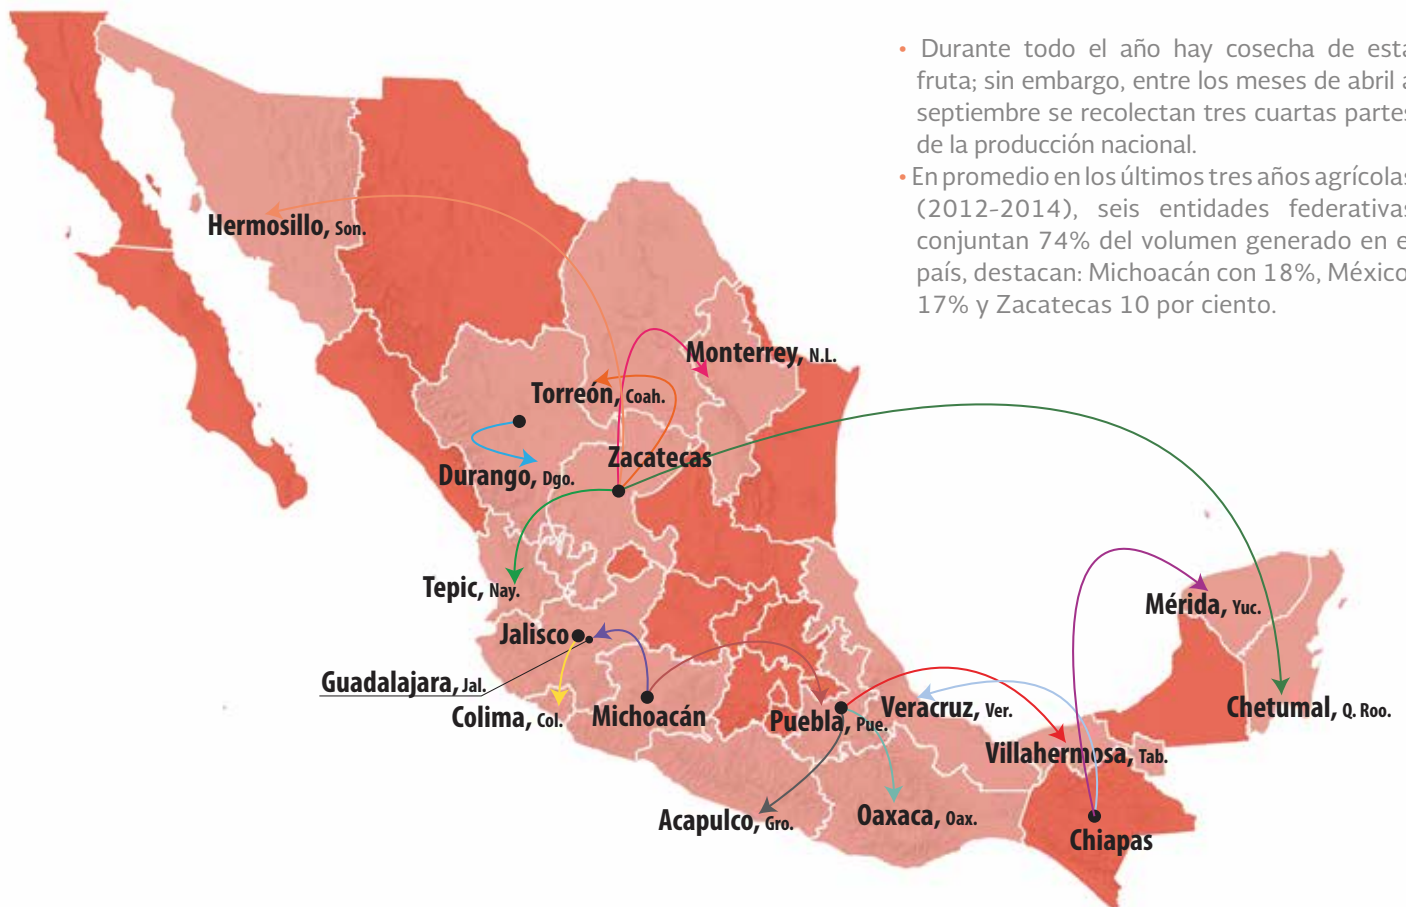 • Durante todo el año hay cosecha de esta
fruta; sin embargo, entre los meses de abril a
septiembre se recolectan tres cuartas partes
de la producción nacional.
• En promedio en los últimos tres años agrícolas
(2012-2014), seis entidades federativas
conjuntan 74% del volumen generado en e
país, destacan: Michoacán con 18%, México
17% y Zacatecas 10 por ciento.
Hermosillo, Son.
Monterrey, N.L.
Torreón, Coah.
Zacatecas
Durango, Dgo.
Tepic, Nay.
Mérida, Yuc.
Jalisco
Guadalajara, Jal.
Colima, Col.
Michoacán
Puebla, Pue.
Veracruz, Ver.
Chetumal, Q. Roo.
Villahermosa, Tab.
Acapulco, Gro.
Oaxaca, Oax.
Chiapas